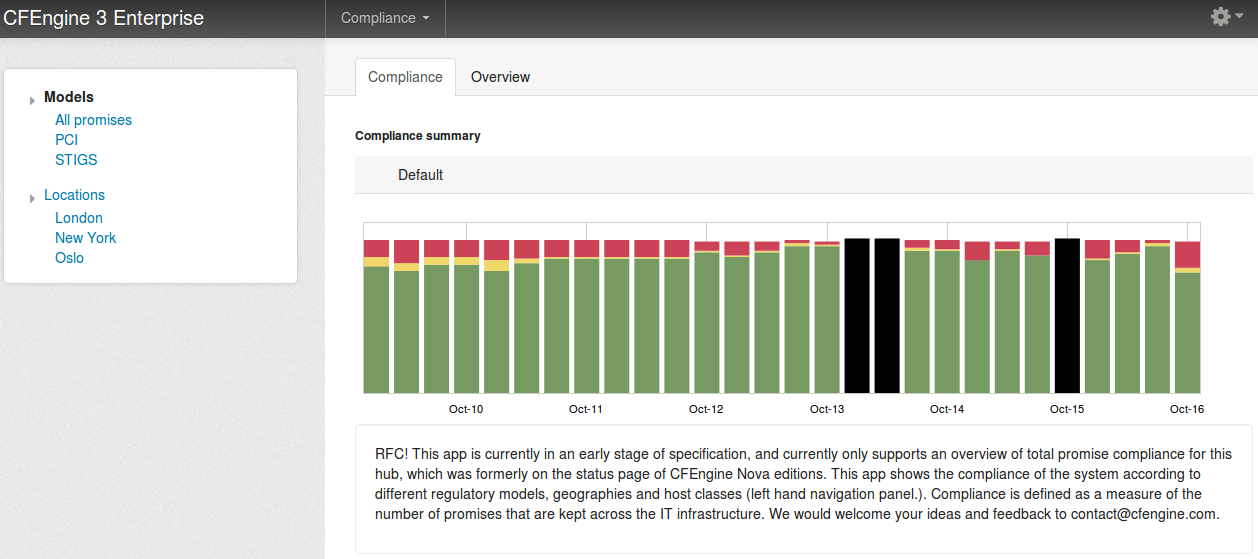 CFEngine 3 Enterprise
Compliance
Models
All promises
PCI
STIGS
Locations
London
New York
Oslo
Compliance
Overview
Compliance summary
Default
Oct-10
Oct-11
Oct-12
Oct-13
Oct-14
Oct-15
Oct-16
RFC! This app is currently in an early stage of specification, and currently only supports an overview of total promise compliance for this
hub, which was formerly on the status page of CFEngine Nova editions. This app shows the compliance of the system according to
different regulatory models, geographies and host classes (left hand navigation panel.). Compliance is defined as a measure of the
number of promises that are kept across the IT infrastructure. We would welcome your ideas and feedback to contact@cfengine.com.